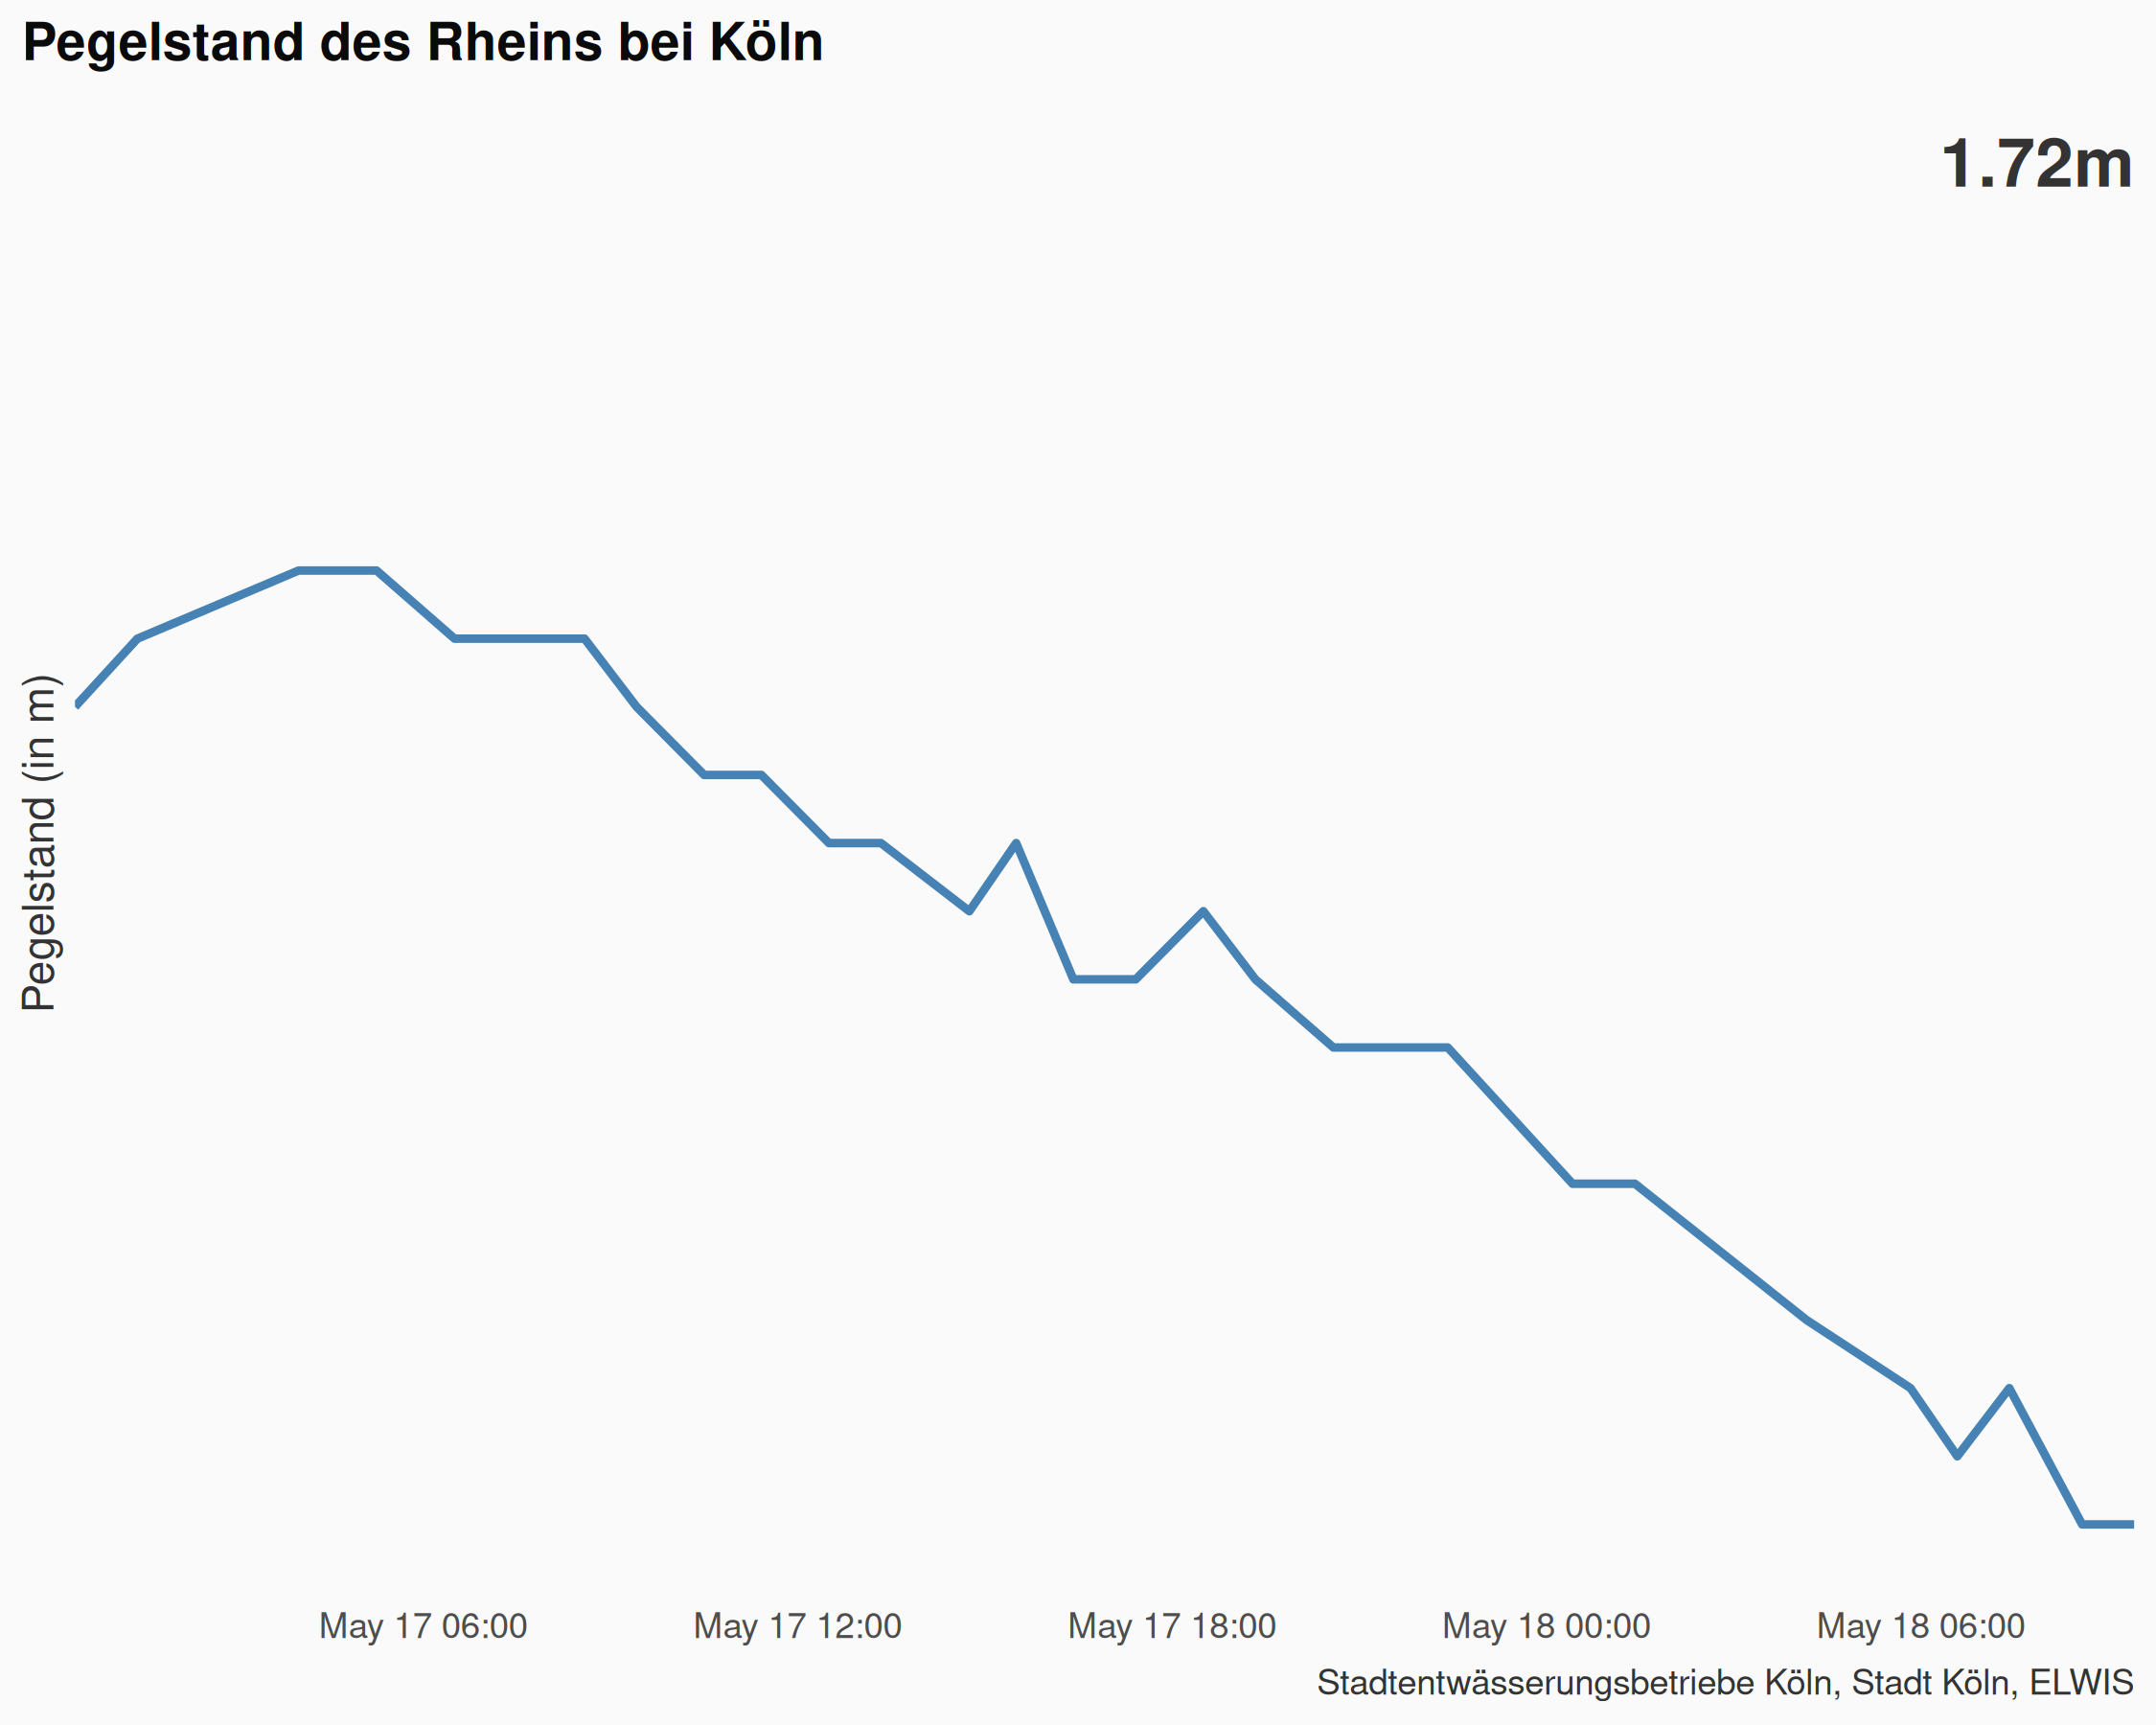 Pegelstand des Rheins bei Köln
1.72m
Pegelstand (in m)
May 17 06:00 May 17 12:00 May 17 18:00 May 18 00:00 May 18 06:00
Stadtentwässerungsbetriebe Köln, Stadt Köln, ELWIS